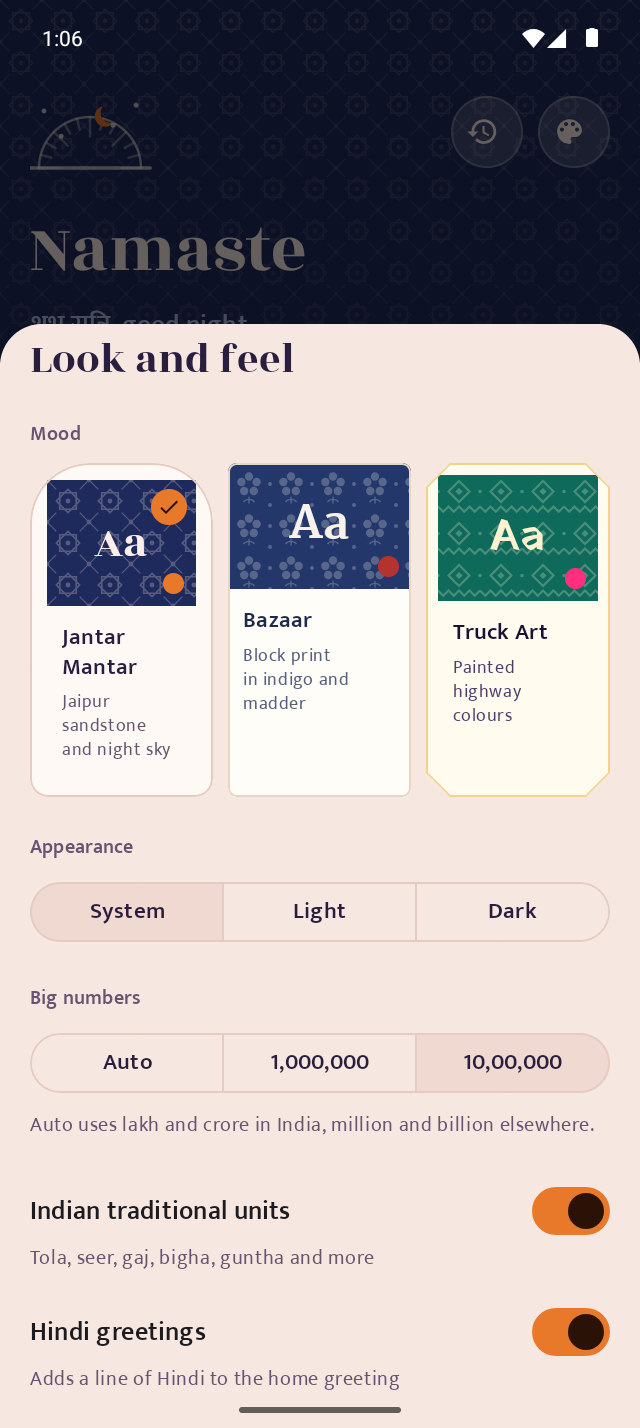 1:06
Namaste
good night
Look and feel
Mood
Aa
Jantar
Mantar
Jaipur
sandstone
and night sky
Aa
Bazaar
Block print
in indigo and
madder
Aa
Truck Art
Painted
highway
colours
Appearance
System
Light
Dark
Big numbers
Auto
1,000,000
10,00,000
Auto uses lakh and crore in India, million and billion elsewhere.
Indian traditional units
Tola, seer, gaj, bigha, guntha and more
Hindi greetings
Adds a line of Hindi to the home greeting